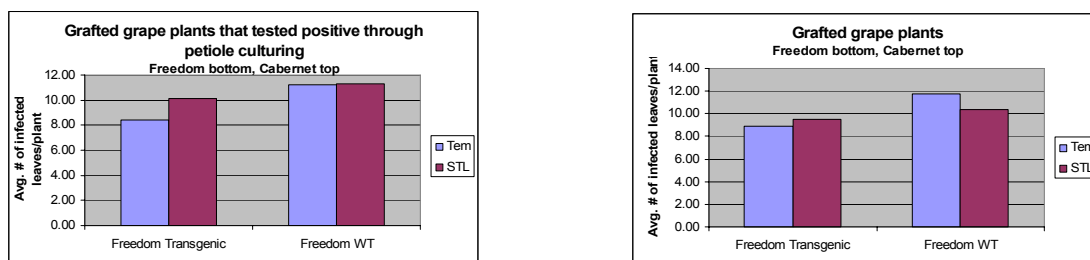 Grafted grape plants that tested positive through
petiole culturing
Freedom bottom, Cabernet top
Avg. # of infected
leaves/plant
12.00
10.00
8.00
6.00
4.00
2.00
0.00
Freedom Transgenic
Freedom WT
Tem
STL
Grafted grape plants
Freedom bottom, Cabernet top
Avg. # of infected leaves/plant
14.00
12.00
10.00
8.00
6.00
4.00
2.00
0.00
Freedom Transgenic
Freedom WT
Tem
STL